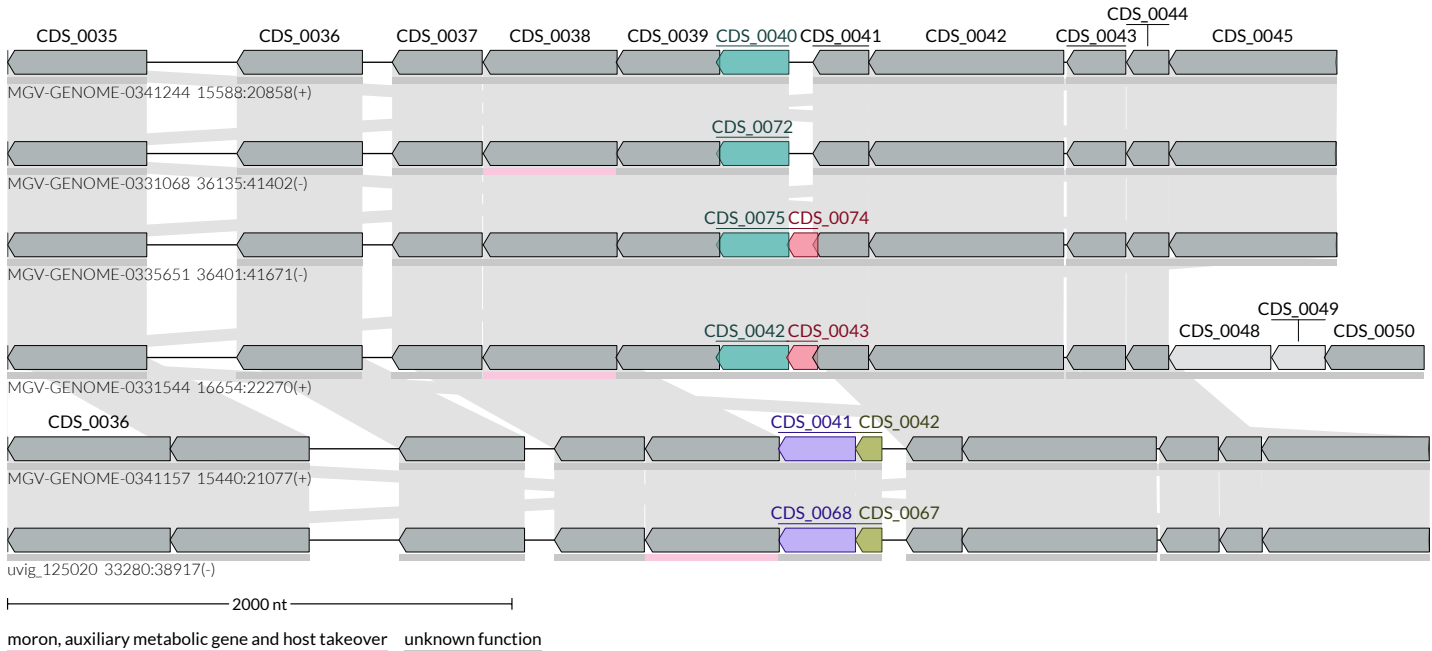 CDS_0044
CDS_0035 CDS_0036 CDS_0037 CDS_0038 CDS_0039 CDS_0040 CDS_0041 CDS_0042 CDS_0043 CDS_0045
MGV-GENOME-0341244 15588:20858(+)
CDS_0072
MGV-GENOME-0331068 36135:41402(-)
CDS_0075 CDS_0074
MGV-GENOME-0335651 36401:41671(-)
CDS_0049
CDS_0042 CDS_0043 CDS_0048 CDS_0050
MGV-GENOME-0331544 16654:22270(+)
CDS_0036 CDS_0041 CDS_0042
MGV-GENOME-0341157 15440:21077(+)
CDS_0068 CDS_0067
uvig_125020 33280:38917(-)
2000 nt
moron, auxiliary metabolic gene and host takeover unknown function